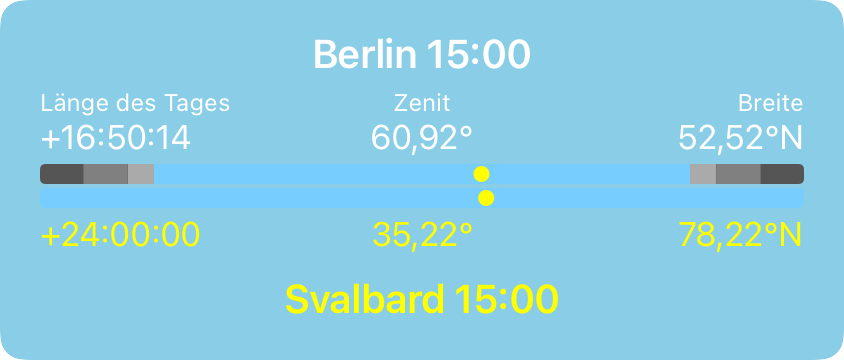 Berlin 15:00
Länge des Tages Zenit Breite
+16:50:14 60,92° 52,52°N
+24:00:00 35,22° 78,22°N
Svalbard 15:00